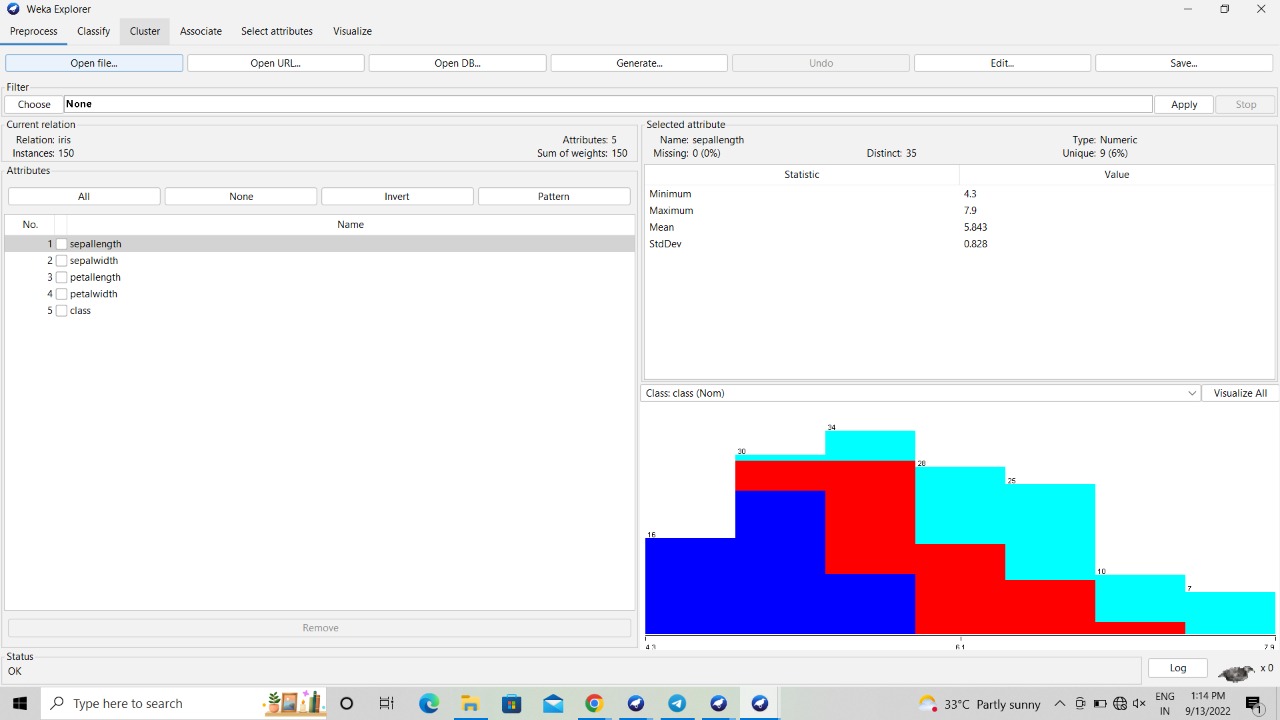 Weka Explorer
Preprocess Classify Cluster Associate Select attributes Visualize
Open file... Open URL... Open DB... Generate... Undo Edit... Save...
Filter
Choose None Apply Stop
Current relation
Relation: iris Attributes: 5
Instances: 150 Sum of weights: 150
Attributes
All None Invert Pattern
No. Name
1 sepallength
2 sepalwidth
3 petallength
4 petalwidth
5 class
Remove
Selected attribute
Name: sepallength Type: Numeric
Missing: 0 (0%) Distinct: 35 Unique: 9 (6%)
Statistic Value
Minimum 4.3
Maximum 7.9
Mean 5.843
StdDev 0.828
Class: class (Nom) Visualize All
34
30
28
25
16
10
7
4.3 6.1 7.9
Status
OK
Log x 0
Type here to search
33°C Partly sunny
ENG
IN
1:14 PM
9/13/2022
1